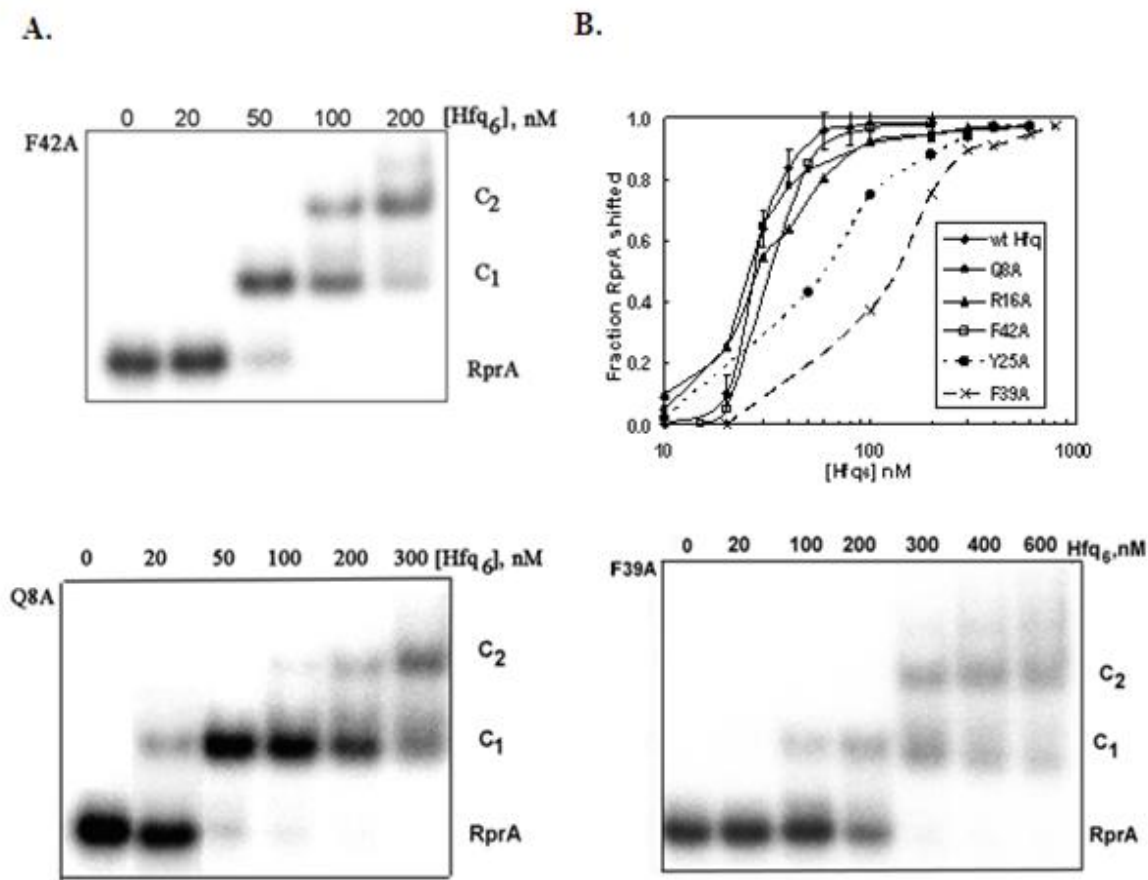 A.
B.
0 20 50 100 200 [Hfq6], nM
F42A
C2
C1
RprA
Fraction RprA shifted
1.0
0.8
0.6
0.4
0.2
0.0
10 100 1000
[Hfq6] nM
wt Hfq
Q8A
R16A
F42A
Y25A
F39A
0 20 50 100 200 300 [Hfq6], nM
Q8A
C2
C1
RprA
0 20 100 200 300 400 600 Hfq6,nM
F39A
C2
C1
RprA